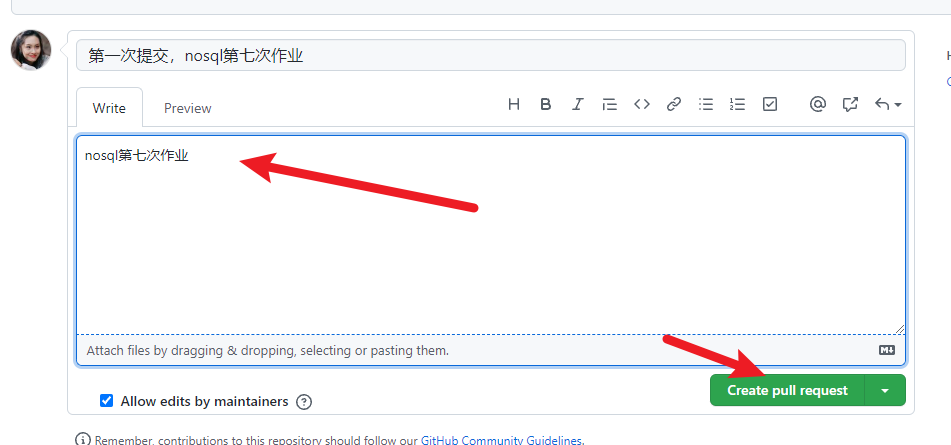 第一次提交，nosql第七次作业
Write Preview
nosql第七次作业
Attach files by dragging & dropping, selecting or pasting them.
Create pull request
Allow edits by maintainers
Remember, contributions to this repository should follow our GitHub Community Guidelines.